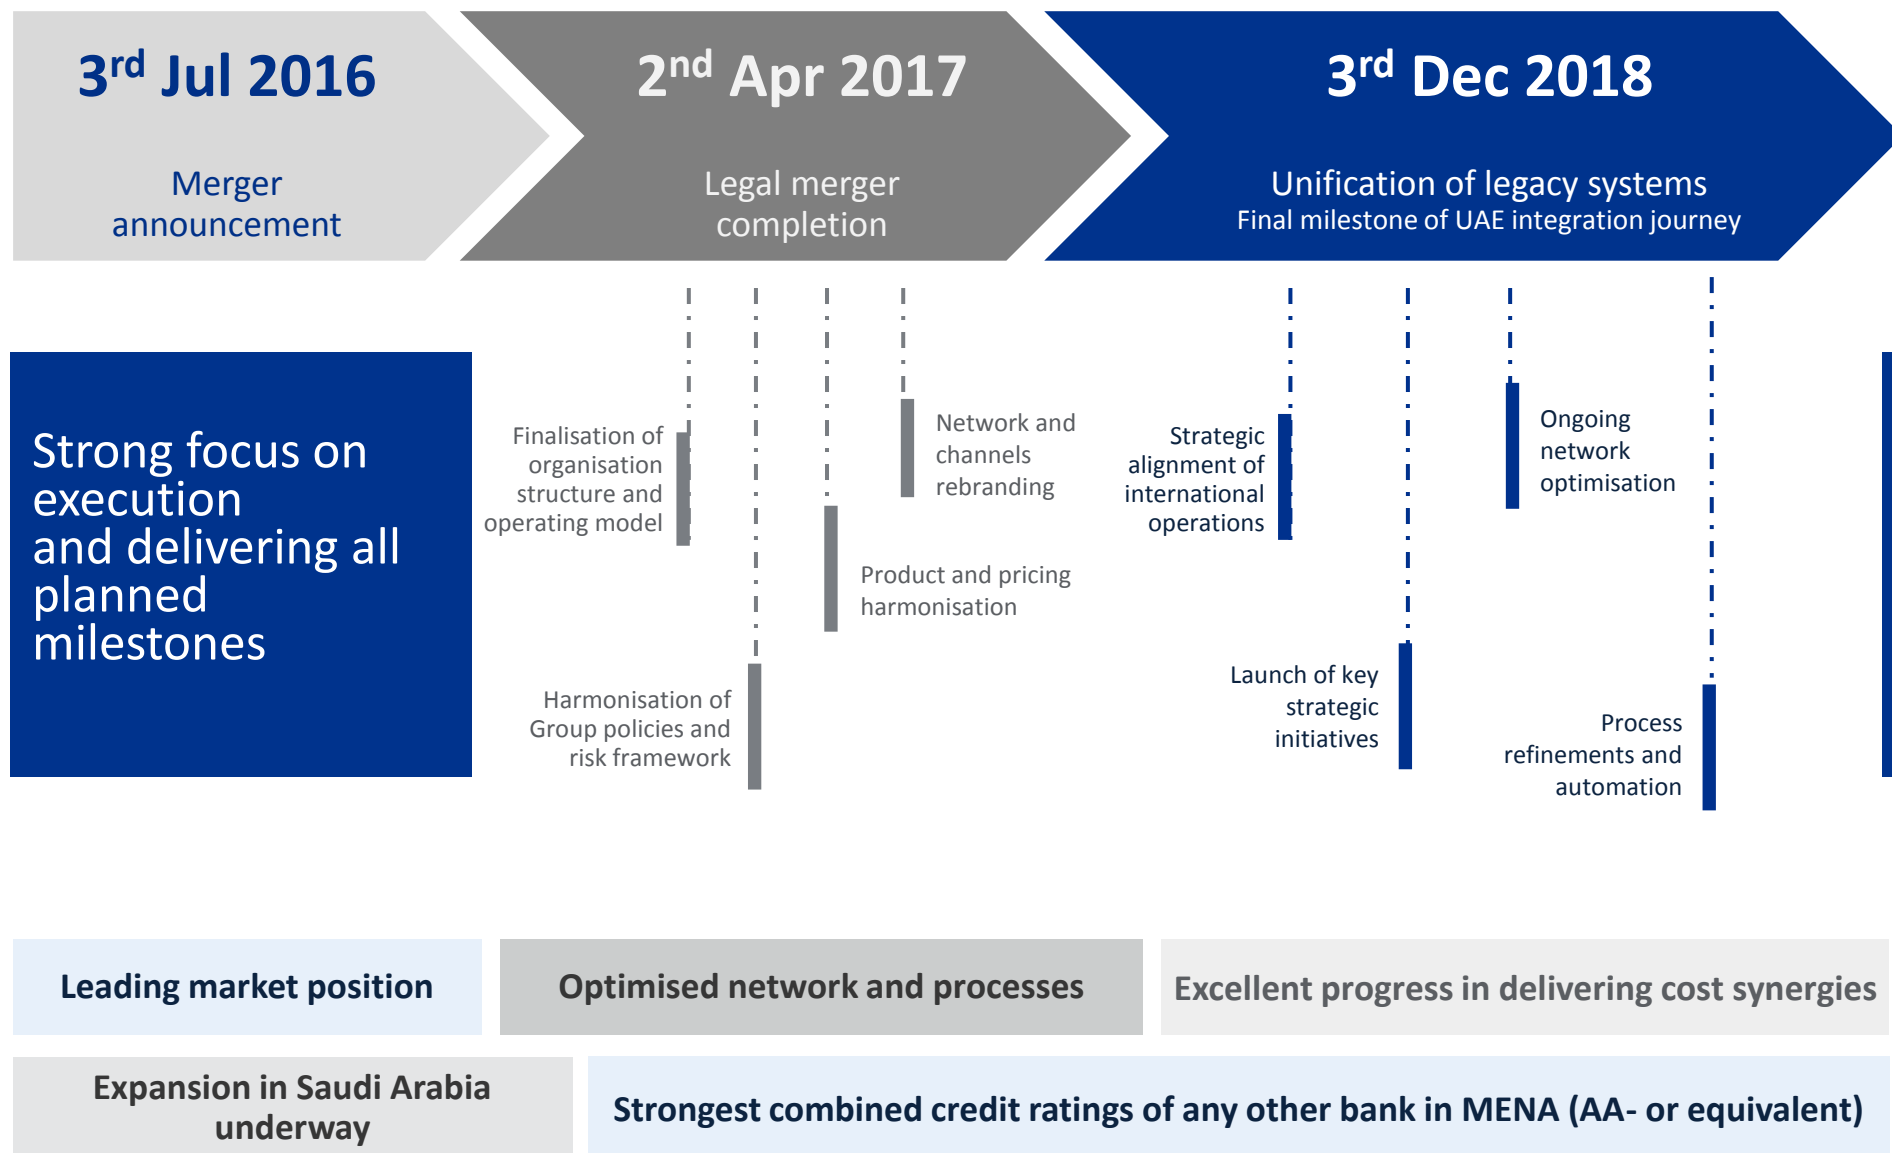 3rd Jul 2016
Merger
announcement
2nd Apr 2017
Legal merger
completion
3rd Dec 2018
Unification of legacy systems
Final milestone of UAE integration journey
Strong focus on
execution
and delivering all
planned
milestones
Finalisation of
organisation
structure and
operating model
Harmonisation of
Group policies and
risk framework
Product and pricing
harmonisation
Network and
channels
rebranding
Strategic
alignment of
international
operations
Launch of key
strategic
initiatives
Ongoing
network
optimisation
Process
refinements and
automation
Leading market position
Optimised network and processes
Excellent progress in delivering cost synergies
Expansion in Saudi Arabia
underway
Strongest combined credit ratings of any other bank in MENA (AA- or equivalent)